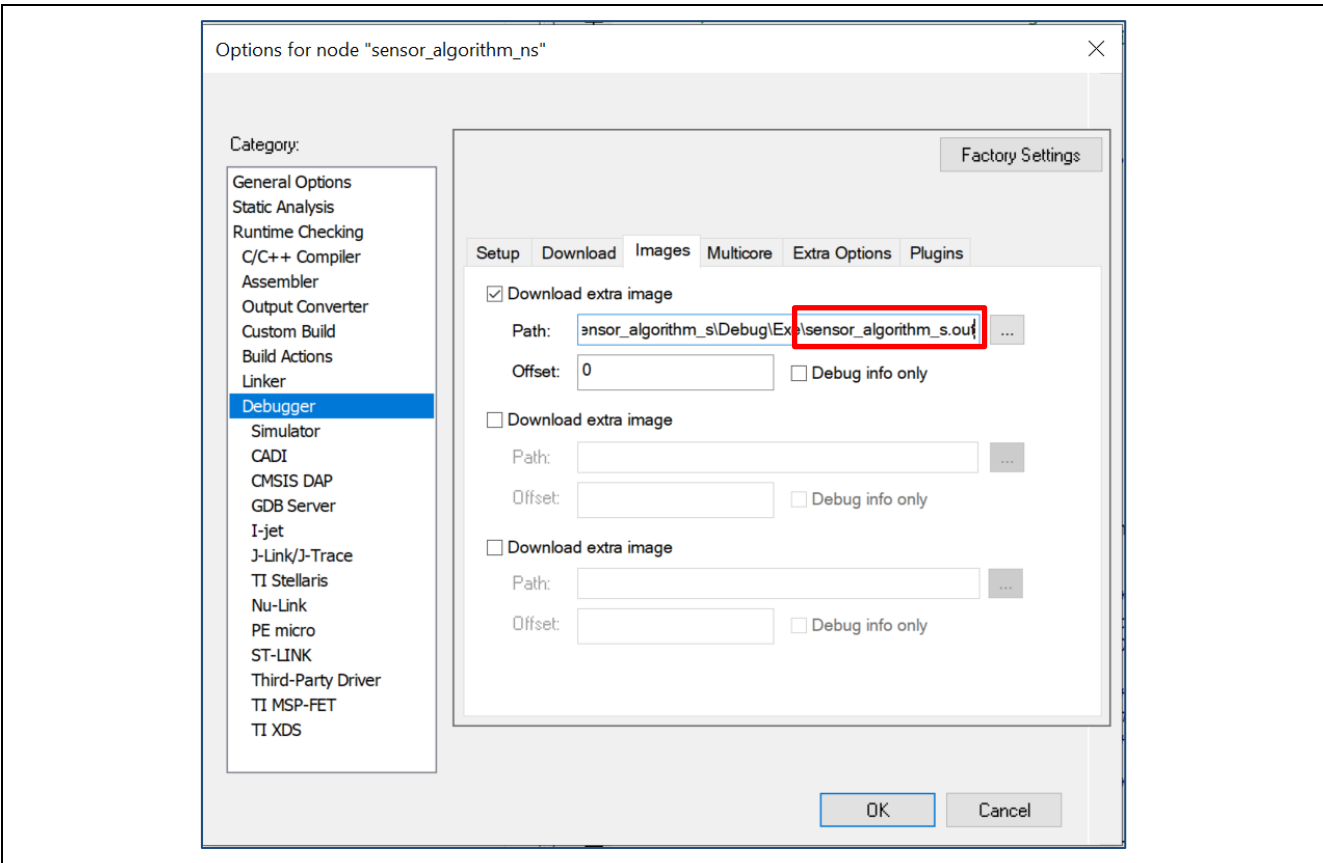 Options for node "sensor_algorithm_ns"
Category:
General Options
Static Analysis
Runtime Checking
C/C++ Compiler
Assembler
Output Converter
Custom Build
Build Actions
Linker
Debugger
Simulator
CADI
CMSIS DAP
GDB Server
I-jet
J-Link/J-Trace
TI Stellaris
Nu-Link
PE micro
ST-LINK
Third-Party Driver
TI MSP-FET
TI XDS
Factory Settings
Setup Download Images Multicore Extra Options Plugins
Download extra image
Path: ensor_algorithm_s\Debug\Exe\sensor_algorithm_s.out ...
Offset: 0 Debug info only
Download extra image
Path: ...
Offset: Debug info only
Download extra image
Path: ...
Offset: Debug info only
OK Cancel